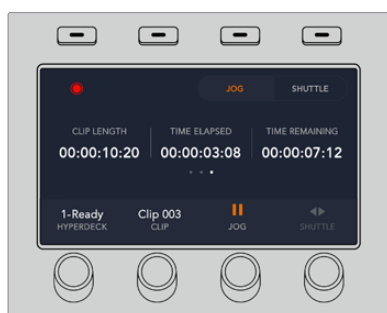 JOG SHUTTLE
CLIP LENGTH TIME ELAPSED TIME REMAINING
00:00:10:20 00:00:03:08 00:00:07:12
1-Ready Clip 003
HYPERDECK CLIP JOG SHUTTLE